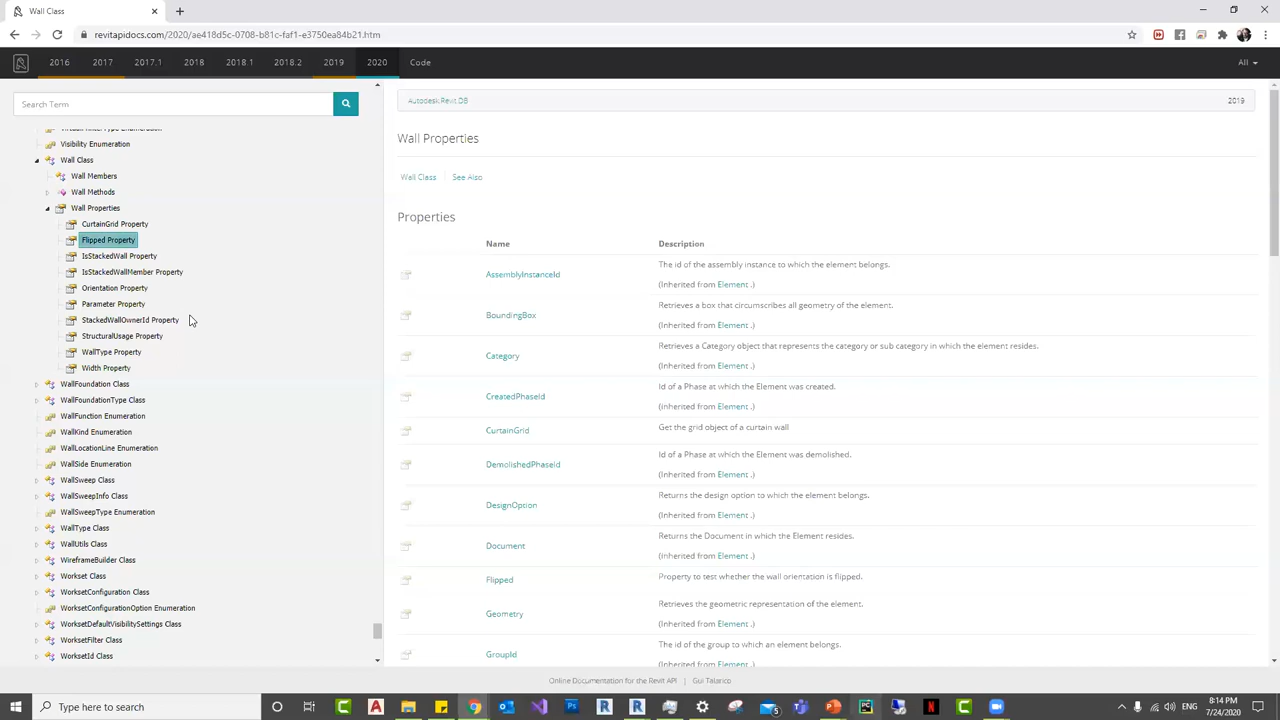 Wall Class
revitapidocs.com/2020/ae418d5c-0708-b81c-faf1-e3750ea84b21.htm
2016 2017 2017.1 2018 2018.1 2018.2 2019 2020 Code All
Search Term
Visibility Enumeration
Wall Class
Wall Members
Wall Methods
Wall Properties
CurtainGrid Property
Flipped Property
IsStackedWall Property
IsStackedWallMember Property
Orientation Property
Parameter Property
StackedWallOwnerId Property
StructuralUsage Property
WallType Property
Width Property
WallFoundation Class
WallFoundationType Class
WallFunction Enumeration
WallKind Enumeration
WallLocationLine Enumeration
WallSide Enumeration
WallSweep Class
WallSweepInfo Class
WallSweepType Enumeration
WallType Class
WallUtils Class
WireframeBuilder Class
Workset Class
WorksetConfiguration Class
WorksetConfigurationOption Enumeration
WorksetDefaultVisibilitySettings Class
WorksetFilter Class
WorksetId Class
Autodesk.Revit.DB 2019
Wall Properties
Wall Class See Also
Properties
Name Description
AssemblyInstanceId The id of the assembly instance to which the element belongs.
(Inherited from Element .)
BoundingBox Retrieves a box that circumscribes all geometry of the element.
(Inherited from Element .)
Category Retrieves a Category object that represents the category or sub category in which the element resides.
(Inherited from Element .)
CreatedPhaseId Id of a Phase at which the Element was created.
(Inherited from Element .)
CurtainGrid Get the grid object of a curtain wall
DemolishedPhaseId Id of a Phase at which the Element was demolished.
(Inherited from Element .)
DesignOption Returns the design option to which the element belongs.
(Inherited from Element .)
Document Returns the Document in which the Element resides.
(Inherited from Element .)
Flipped Property to test whether the wall orientation is flipped.
Geometry Retrieves the geometric representation of the element.
(Inherited from Element .)
GroupId The id of the group to which an element belongs.
(Inherited from Element .)
Online Documentation for the Revit API | Gui Talarico
Type here to search
8:14 PM
7/24/2020